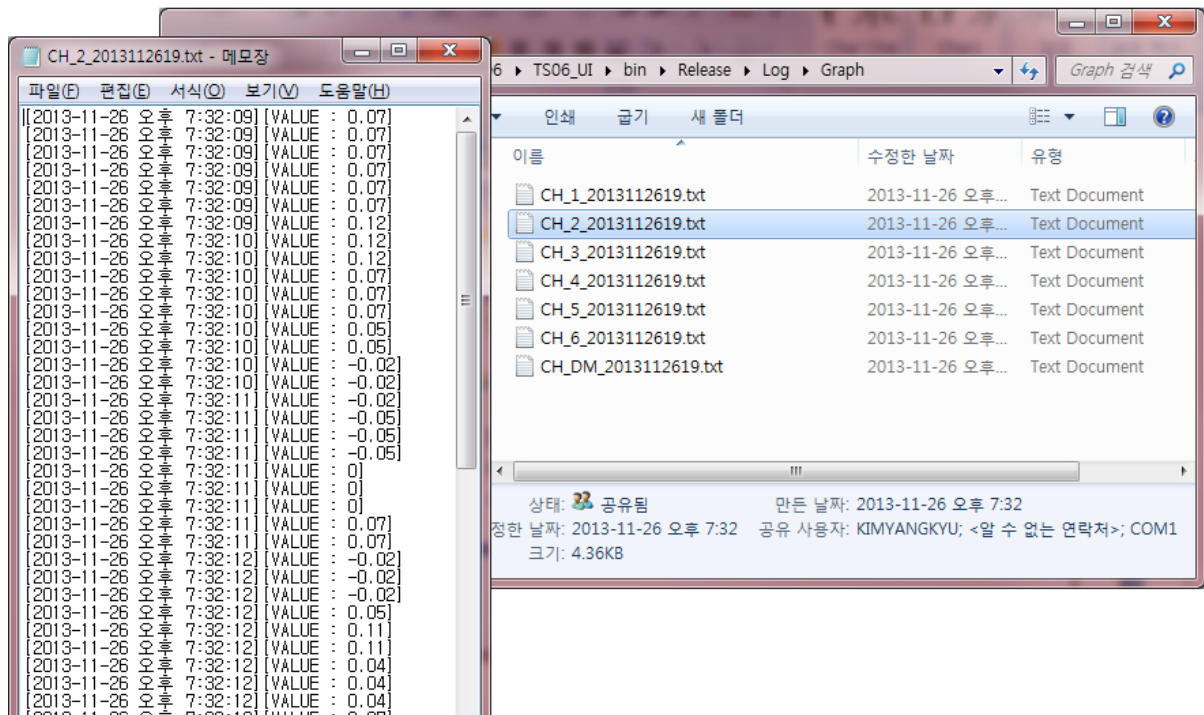 CH_2_2013112619.txt - 메모장
파일(F) 편집(E) 서식(O) 보기(V) 도움말(H)
[2013-11-26 오후 7:32:09][VALUE : 0.07]
[2013-11-26 오후 7:32:09][VALUE : 0.07]
[2013-11-26 오후 7:32:09][VALUE : 0.07]
[2013-11-26 오후 7:32:09][VALUE : 0.07]
[2013-11-26 오후 7:32:09][VALUE : 0.07]
[2013-11-26 오후 7:32:09][VALUE : 0.07]
[2013-11-26 오후 7:32:09][VALUE : 0.12]
[2013-11-26 오후 7:32:10][VALUE : 0.12]
[2013-11-26 오후 7:32:10][VALUE : 0.12]
[2013-11-26 오후 7:32:10][VALUE : 0.07]
[2013-11-26 오후 7:32:10][VALUE : 0.07]
[2013-11-26 오후 7:32:10][VALUE : 0.07]
[2013-11-26 오후 7:32:10][VALUE : 0.05]
[2013-11-26 오후 7:32:10][VALUE : 0.05]
[2013-11-26 오후 7:32:10][VALUE : -0.02]
[2013-11-26 오후 7:32:10][VALUE : -0.02]
[2013-11-26 오후 7:32:11][VALUE : -0.02]
[2013-11-26 오후 7:32:11][VALUE : -0.05]
[2013-11-26 오후 7:32:11][VALUE : -0.05]
[2013-11-26 오후 7:32:11][VALUE : -0.05]
[2013-11-26 오후 7:32:11][VALUE : 0]
[2013-11-26 오후 7:32:11][VALUE : 0]
[2013-11-26 오후 7:32:11][VALUE : 0]
[2013-11-26 오후 7:32:11][VALUE : 0.07]
[2013-11-26 오후 7:32:11][VALUE : 0.07]
[2013-11-26 오후 7:32:12][VALUE : -0.02]
[2013-11-26 오후 7:32:12][VALUE : -0.02]
[2013-11-26 오후 7:32:12][VALUE : -0.02]
[2013-11-26 오후 7:32:12][VALUE : 0.05]
[2013-11-26 오후 7:32:12][VALUE : 0.11]
[2013-11-26 오후 7:32:12][VALUE : 0.11]
[2013-11-26 오후 7:32:12][VALUE : 0.04]
[2013-11-26 오후 7:32:12][VALUE : 0.04]
[2013-11-26 오후 7:32:12][VALUE : 0.04]
6 ▸ TS06_UI ▸ bin ▸ Release ▸ Log ▸ Graph
Graph 검색
인쇄 굽기 새 폴더
이름 수정한 날짜 유형
CH_1_2013112619.txt 2013-11-26 오후... Text Document
CH_2_2013112619.txt 2013-11-26 오후... Text Document
CH_3_2013112619.txt 2013-11-26 오후... Text Document
CH_4_2013112619.txt 2013-11-26 오후... Text Document
CH_5_2013112619.txt 2013-11-26 오후... Text Document
CH_6_2013112619.txt 2013-11-26 오후... Text Document
CH_DM_2013112619.txt 2013-11-26 오후... Text Document
상태: 공유됨 만든 날짜: 2013-11-26 오후 7:32
정한 날짜: 2013-11-26 오후 7:32 공유 사용자: KIMYANGKYU; <알 수 없는 연락처>; COM1
크기: 4.36KB